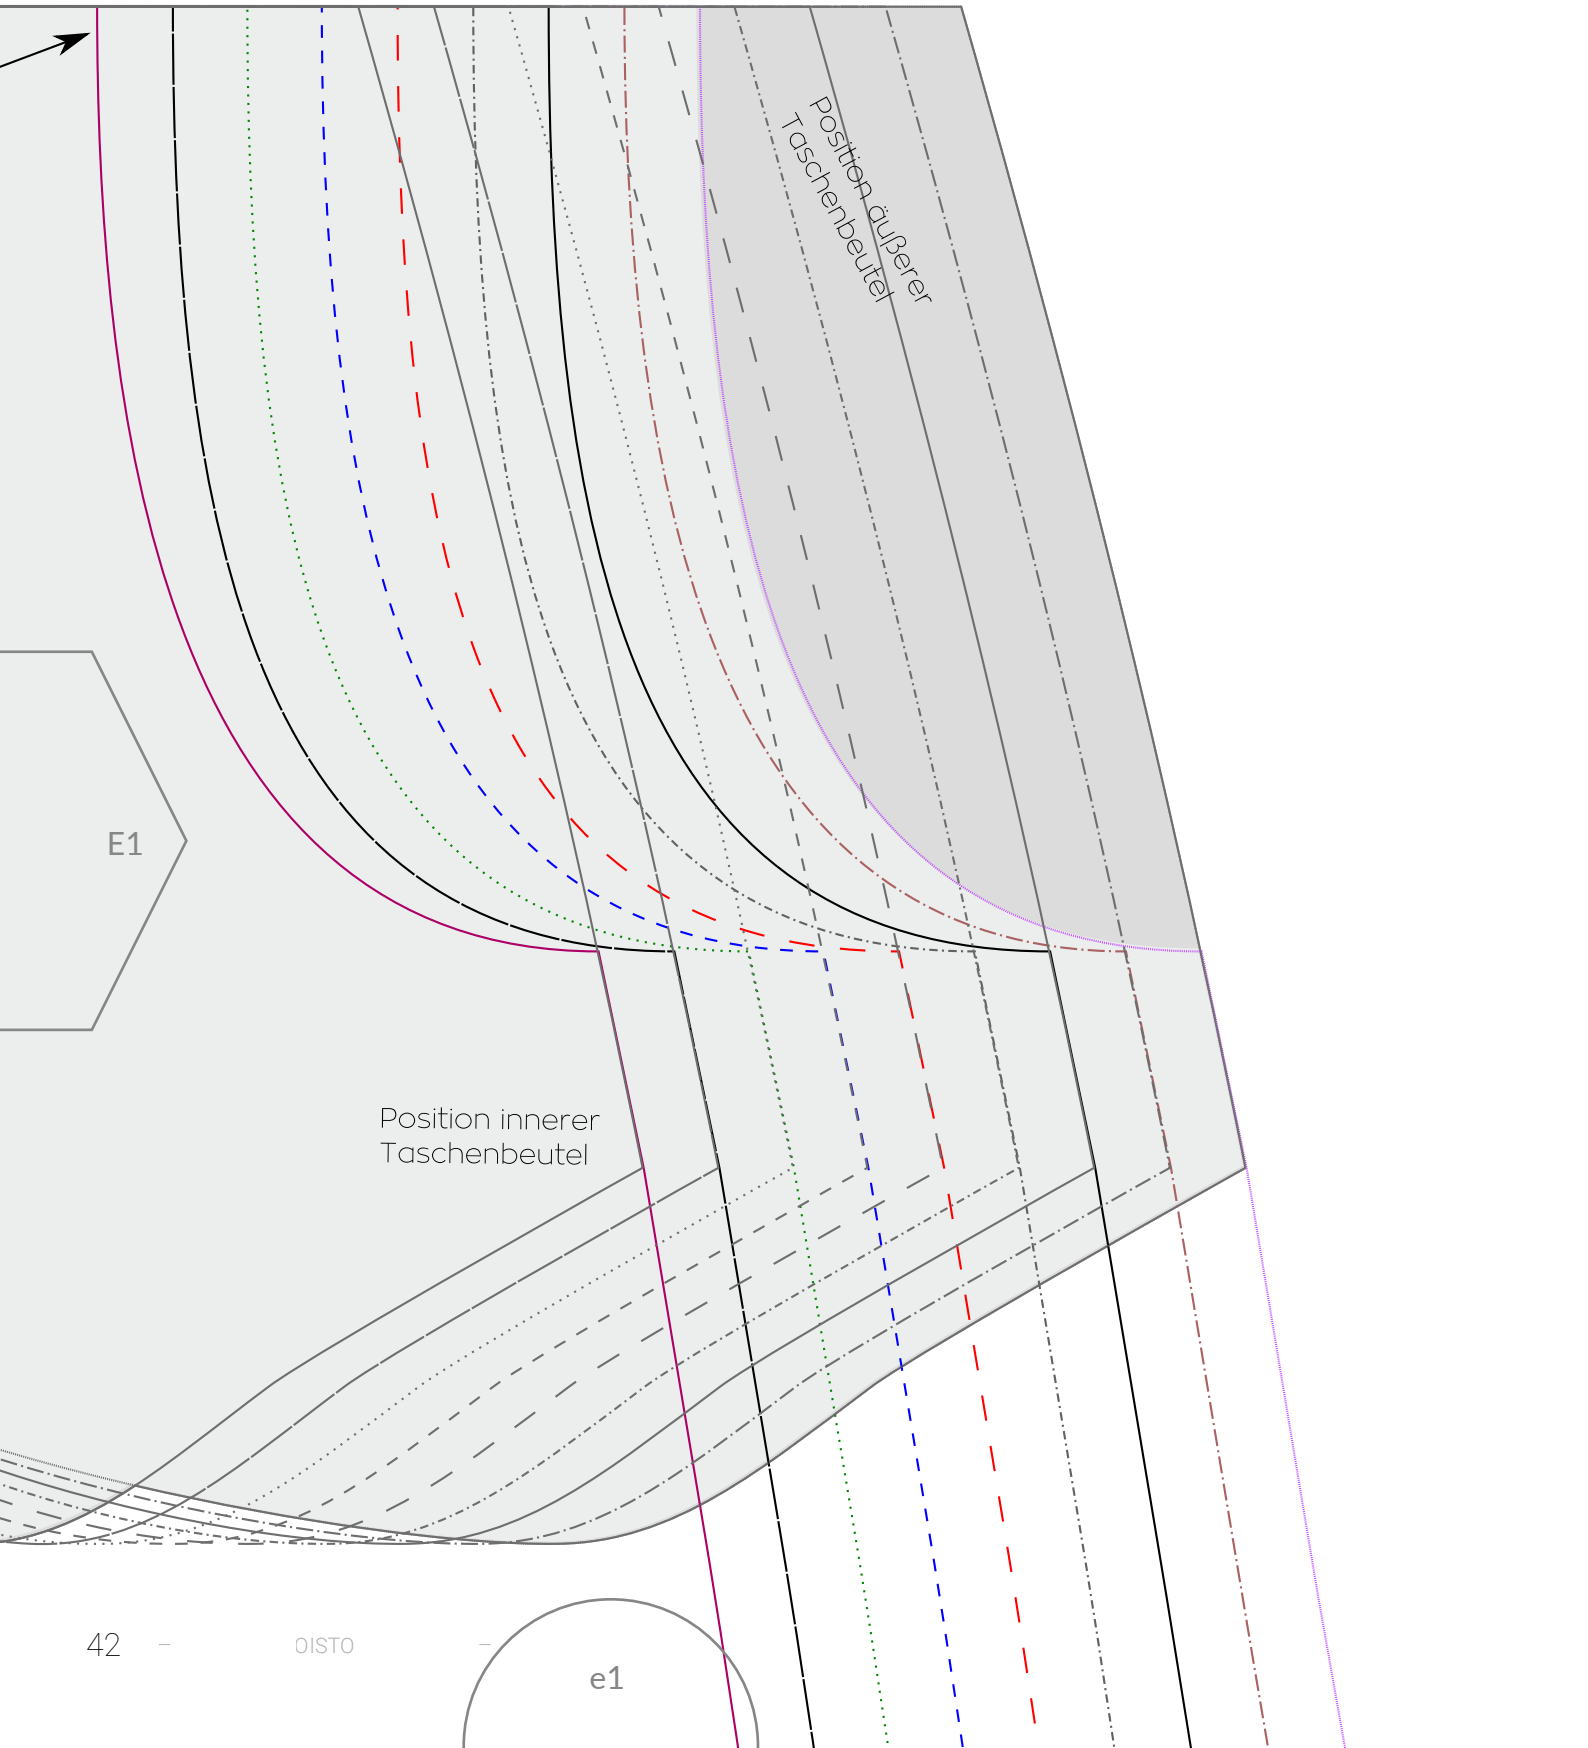 Position äußerer
Taschenbeutel
E1
Position innerer
Taschenbeutel
42 – OISTO –
e1